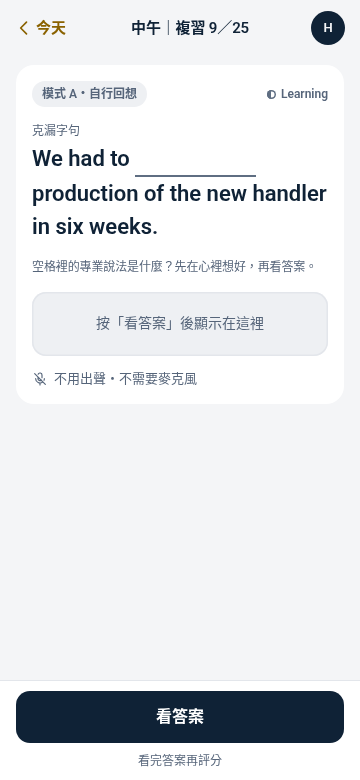 今天
中午｜複習 9／25
H
模式 A・自行回想
Learning
克漏字句
We had to ___________
production of the new handler
in six weeks.
空格裡的專業說法是什麼？先在心裡想好，再看答案。
按「看答案」後顯示在這裡
不用出聲・不需要麥克風
看答案
看完答案再評分